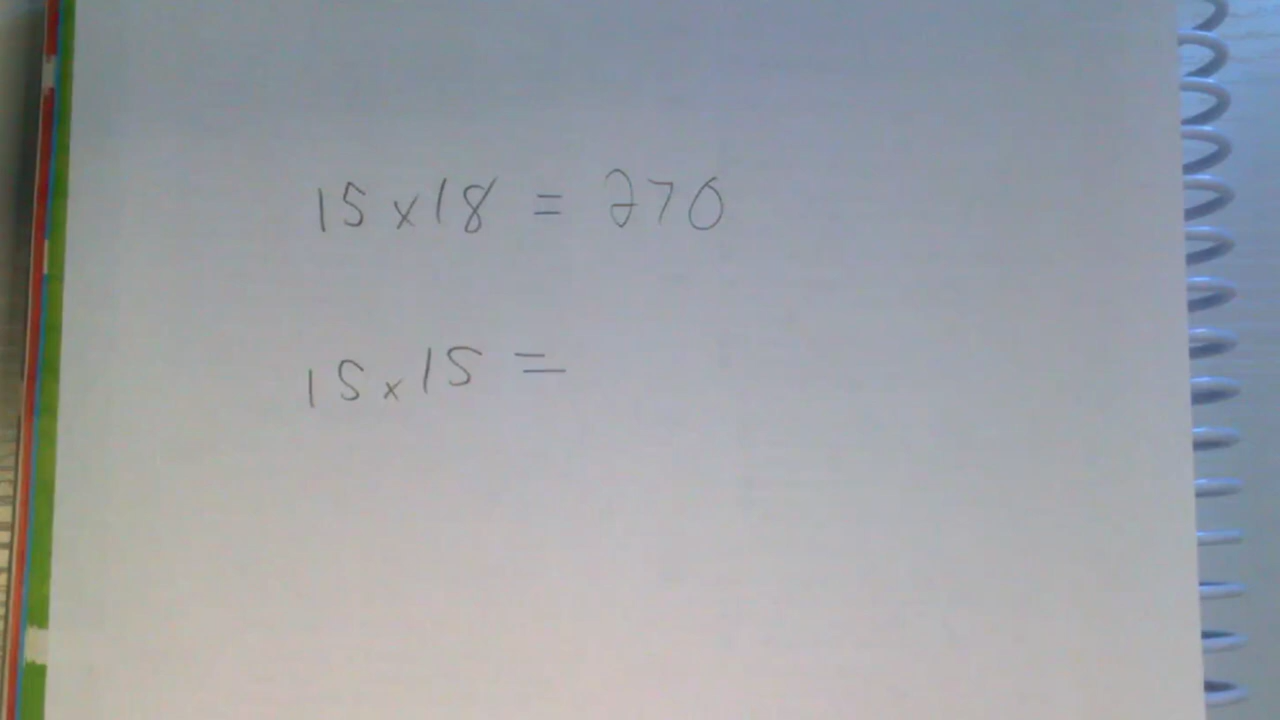 15 x 18 = 270
15 x 15 =